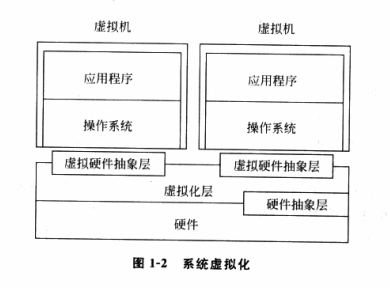 虚拟机 虚拟机
应用程序 应用程序
操作系统 操作系统
虚拟硬件抽象层 虚拟硬件抽象层
虚拟化层
硬件抽象层
硬件
图 1-2 系统虚拟化